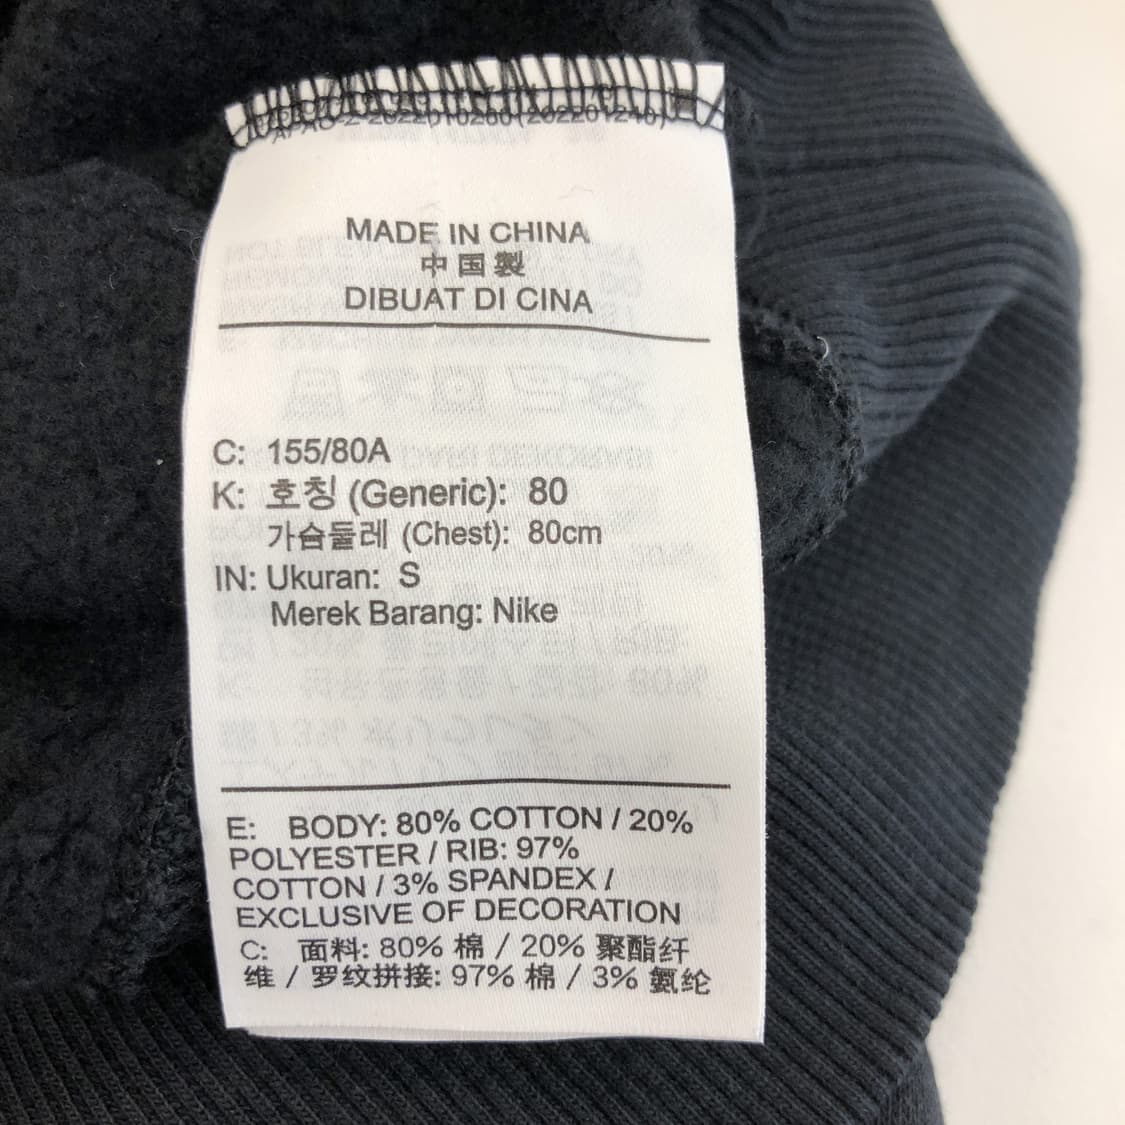 MADE IN CHINA
中国製
DIBUAT DI CINA
C: 155/80A
K: 호칭 (Generic): 80
가슴둘레 (Chest): 80cm
IN: Ukuran: S
Merek Barang: Nike
E: BODY: 80% COTTON / 20%
POLYESTER / RIB: 97%
COTTON / 3% SPANDEX /
EXCLUSIVE OF DECORATION
C: 面料: 80% 棉 / 20% 聚酯纤
维 / 罗纹拼接: 97% 棉 / 3% 氨纶